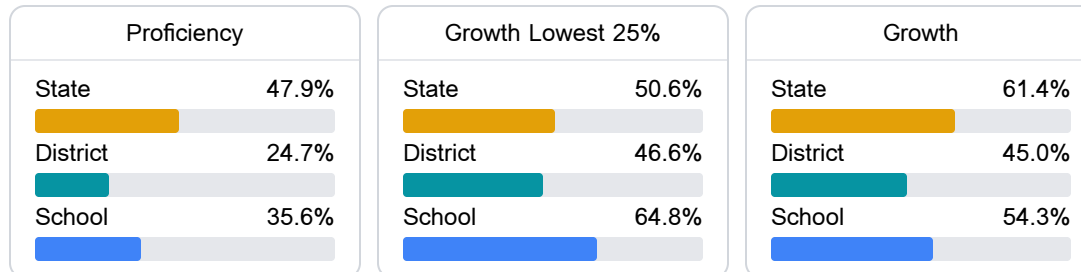 Proficiency
State 47.9%
District 24.7%
School 35.6%
Growth Lowest 25%
State 50.6%
District 46.6%
School 64.8%
Growth
State 61.4%
District 45.0%
School 54.3%